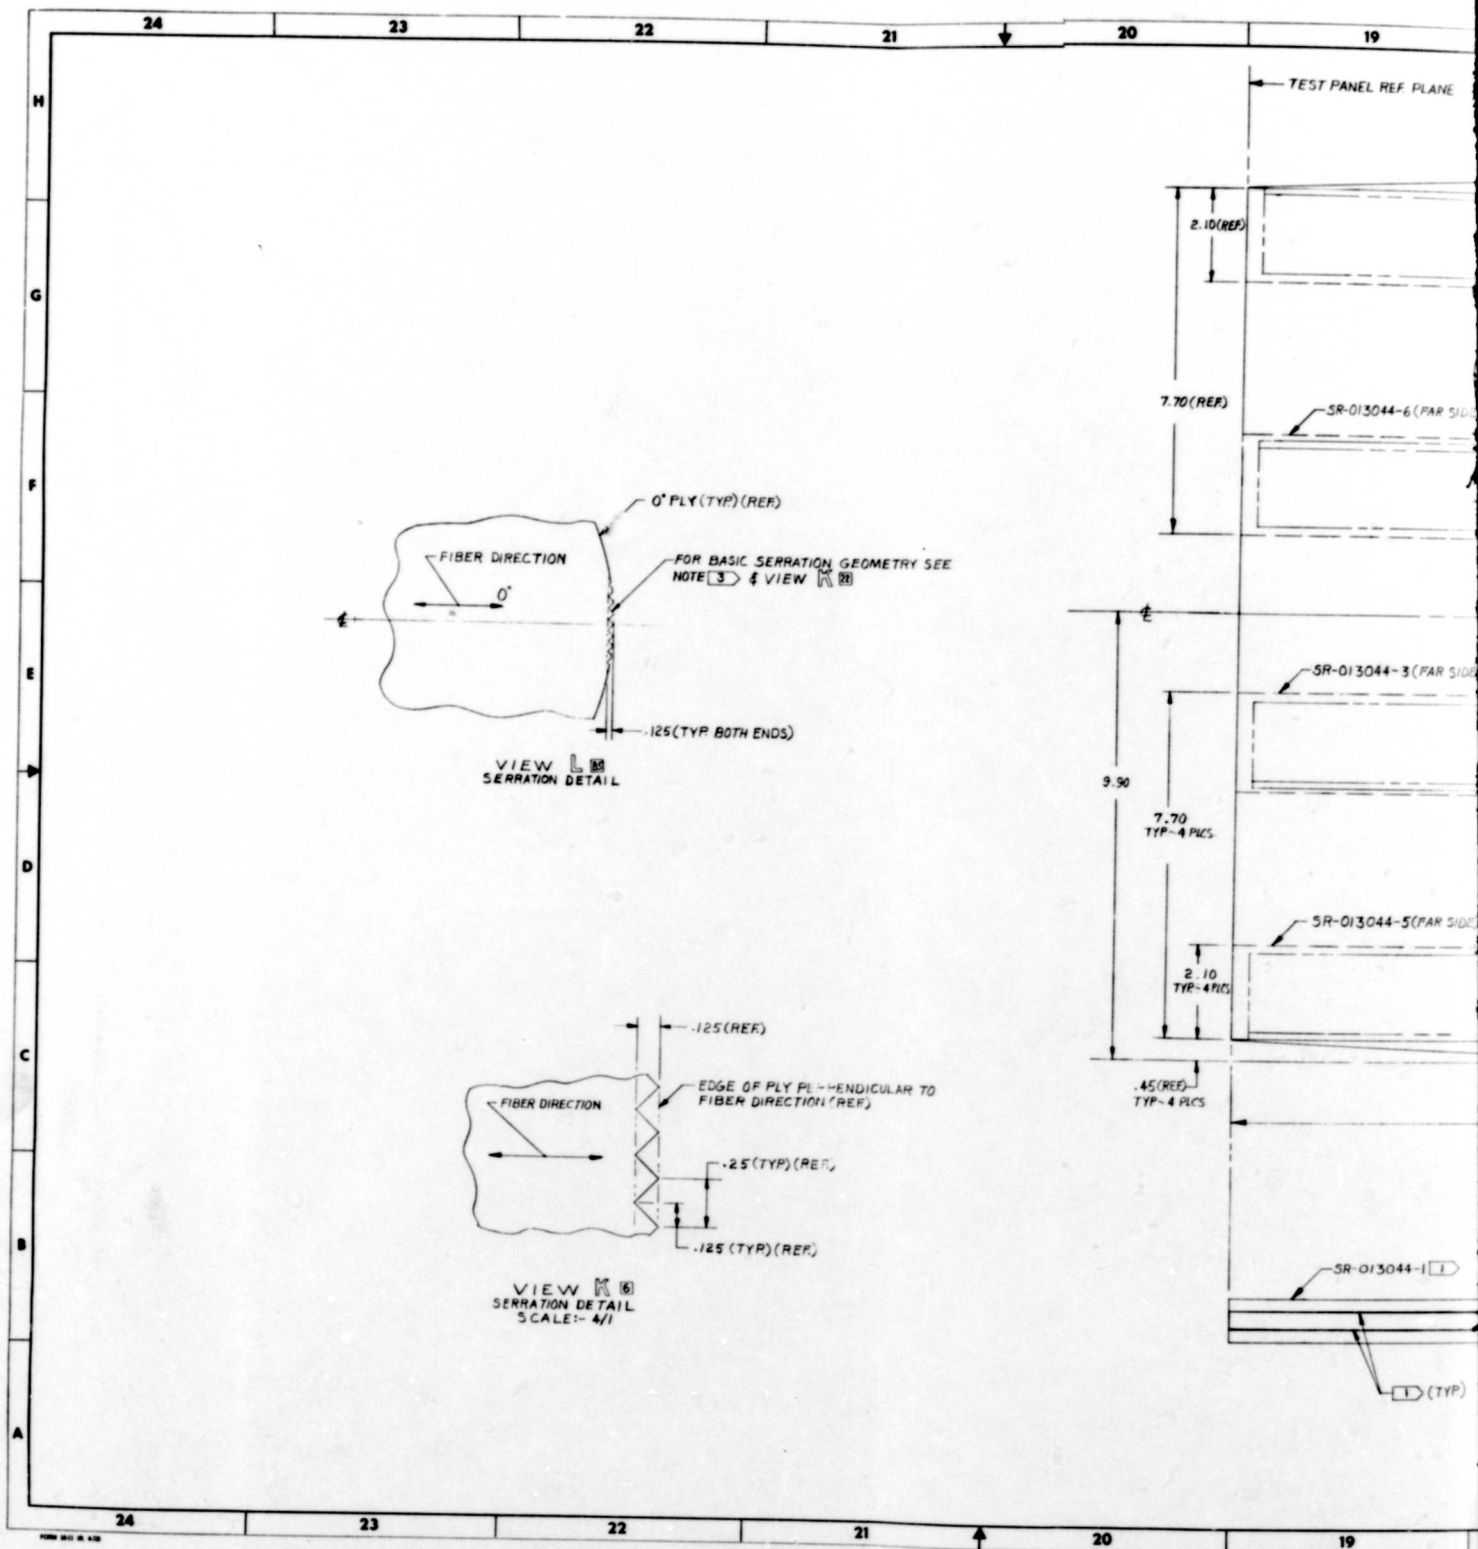 24 23 22 21 20 19
H
G
F
E
D
C
B
A
TEST PANEL REF. PLANE
2.10(REF.)
7.70(REF.)
SR-013044-6(FAR SIDE
0° PLY(TYP.)(REF.)
FIBER DIRECTION
0°
FOR BASIC SERRATION GEOMETRY SEE
NOTE 3 & VIEW K 22
℄
℄
.125(TYP. BOTH ENDS)
VIEW L
SERRATION DETAIL
SR-013044-3(FAR SIDE
9.90
7.70
TYP-4 PLCS.
SR-013044-5(FAR SIDE)
2.10
TYP-4 PLCS
.45(REF)
TYP-4 PLCS
.125(REF.)
EDGE OF PLY TO
FIBER DIRECTION (REF)
FIBER DIRECTION
.25(TYP.)(REF.)
.125(TYP.)(REF.)
VIEW K 6
SERRATION DETAIL
SCALE:- 4/1
SR-013044-1 1
1 (TYP)
24 23 22 21 20 19